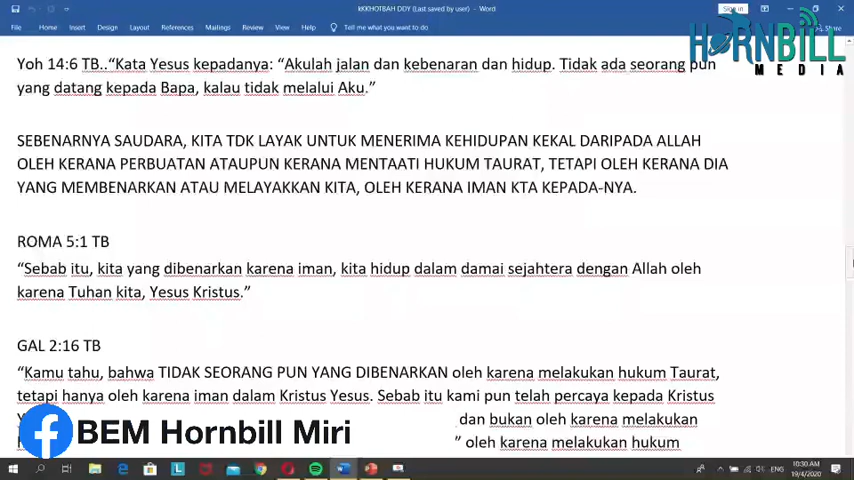 kKKHOTBAH DDY (Last saved by user) - Word
Sign in
File Home Insert Design Layout References Mailings Review View Help Tell me what you want to do Share
HORNBILL
MEDIA
Yoh 14:6 TB..“Kata Yesus kepadanya: “Akulah jalan dan kebenaran dan hidup. Tidak ada seorang pun
yang datang kepada Bapa, kalau tidak melalui Aku.”
SEBENARNYA SAUDARA, KITA TDK LAYAK UNTUK MENERIMA KEHIDUPAN KEKAL DARIPADA ALLAH
OLEH KERANA PERBUATAN ATAUPUN KERANA MENTAATI HUKUM TAURAT, TETAPI OLEH KERANA DIA
YANG MEMBENARKAN ATAU MELAYAKKAN KITA, OLEH KERANA IMAN KTA KEPADA-NYA.
ROMA 5:1 TB
“Sebab itu, kita yang dibenarkan karena iman, kita hidup dalam damai sejahtera dengan Allah oleh
karena Tuhan kita, Yesus Kristus.”
GAL 2:16 TB
“Kamu tahu, bahwa TIDAK SEORANG PUN YANG DIBENARKAN oleh karena melakukan hukum Taurat,
tetapi hanya oleh karena iman dalam Kristus Yesus. Sebab itu kami pun telah percaya kepada Kristus
dan bukan oleh karena melakukan
” oleh karena melakukan hukum
BEM Hornbill Miri
10:30 AM
19/4/2020